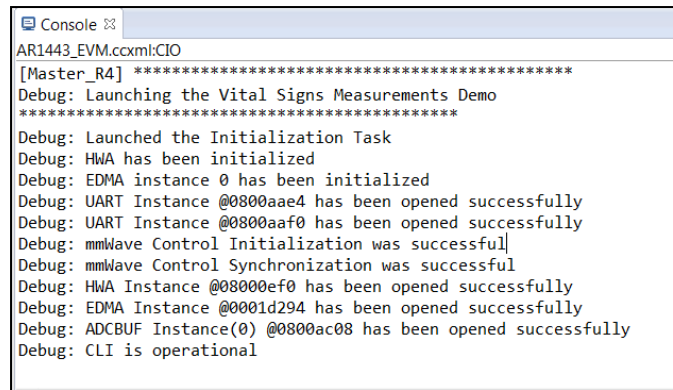 Console
AR1443_EVM.ccxml:CIO
[Master_R4] **********************************************
Debug: Launching the Vital Signs Measurements Demo
**********************************************
Debug: Launched the Initialization Task
Debug: HWA has been initialized
Debug: EDMA instance 0 has been initialized
Debug: UART Instance @0800aae4 has been opened successfully
Debug: UART Instance @0800aaf0 has been opened successfully
Debug: mmWave Control Initialization was successful
Debug: mmWave Control Synchronization was successful
Debug: HWA Instance @08000ef0 has been opened successfully
Debug: EDMA Instance @0001d294 has been opened successfully
Debug: ADCBUF Instance(0) @0800ac08 has been opened successfully
Debug: CLI is operational